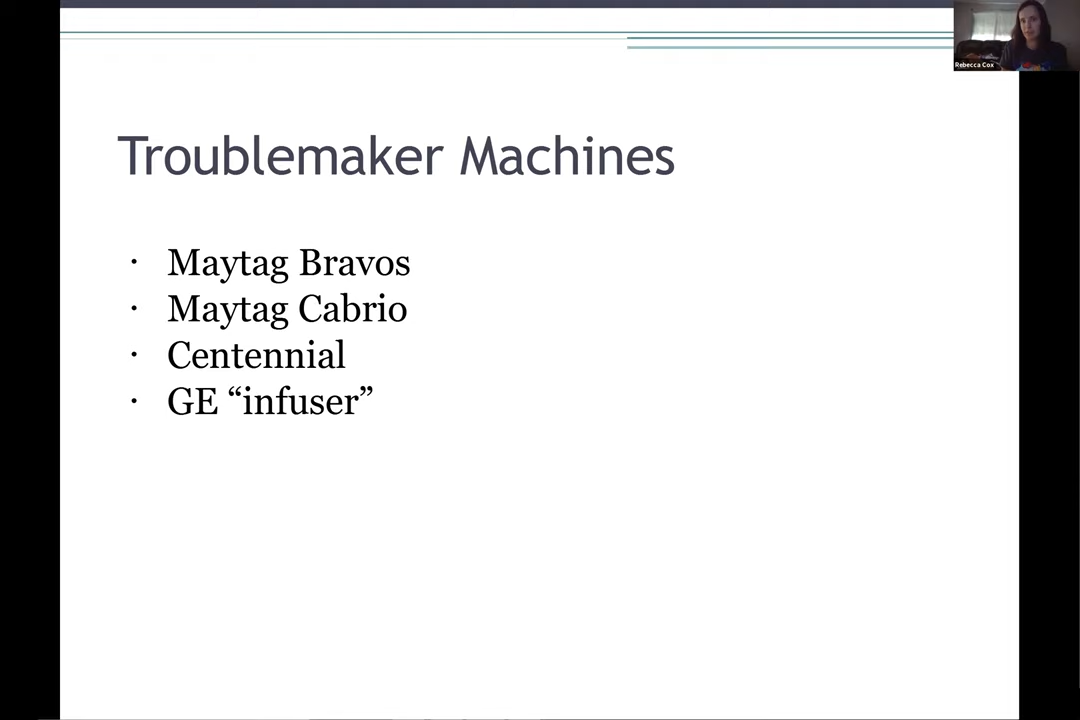 Rebecca Cox
Troublemaker Machines
· Maytag Bravos
· Maytag Cabrio
· Centennial
· GE “infuser”